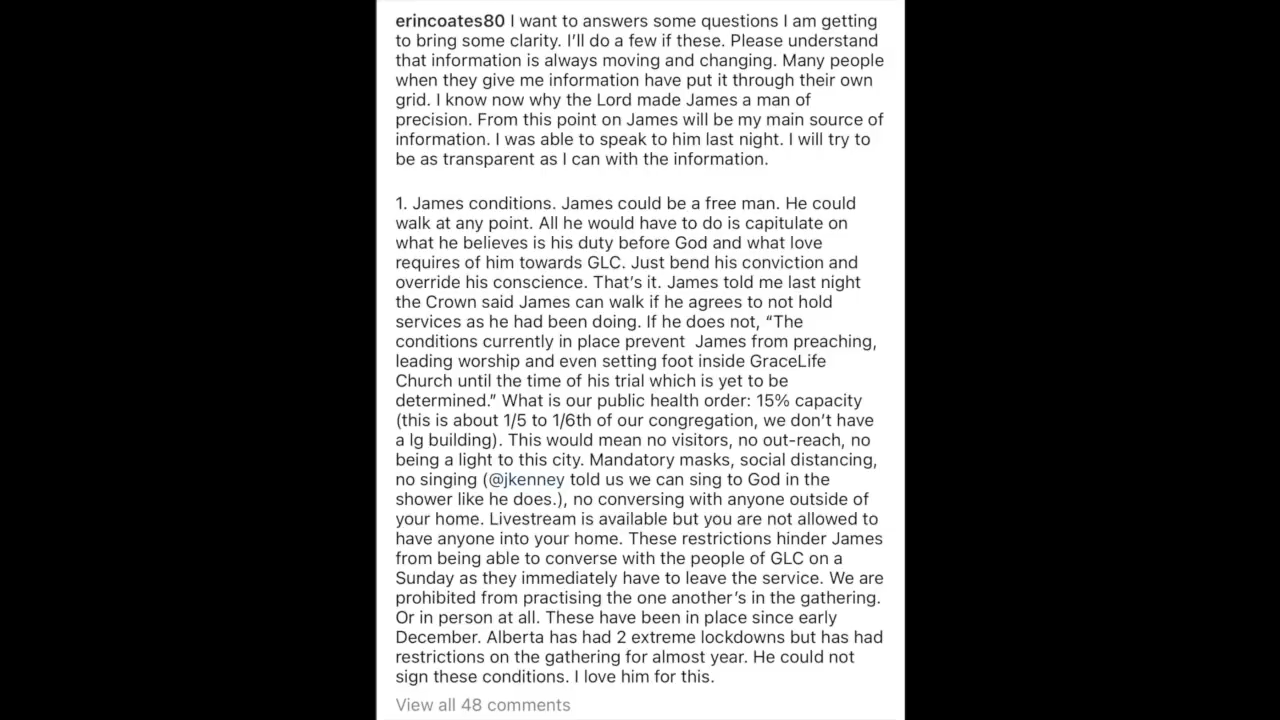 erincoates80 I want to answers some questions I am getting
to bring some clarity. I'll do a few if these. Please understand
that information is always moving and changing. Many people
when they give me information have put it through their own
grid. I know now why the Lord made James a man of
precision. From this point on James will be my main source of
information. I was able to speak to him last night. I will try to
be as transparent as I can with the information.

1. James conditions. James could be a free man. He could
walk at any point. All he would have to do is capitulate on
what he believes is his duty before God and what love
requires of him towards GLC. Just bend his conviction and
override his conscience. That's it. James told me last night
the Crown said James can walk if he agrees to not hold
services as he had been doing. If he does not, “The
conditions currently in place prevent  James from preaching,
leading worship and even setting foot inside GraceLife
Church until the time of his trial which is yet to be
determined.” What is our public health order: 15% capacity
(this is about 1/5 to 1/6th of our congregation, we don't have
a lg building). This would mean no visitors, no out-reach, no
being a light to this city. Mandatory masks, social distancing,
no singing (@jkenney told us we can sing to God in the
shower like he does.), no conversing with anyone outside of
your home. Livestream is available but you are not allowed to
have anyone into your home. These restrictions hinder James
from being able to converse with the people of GLC on a
Sunday as they immediately have to leave the service. We are
prohibited from practising the one another's in the gathering.
Or in person at all. These have been in place since early
December. Alberta has had 2 extreme lockdowns but has had
restrictions on the gathering for almost year. He could not
sign these conditions. I love him for this.
View all 48 comments